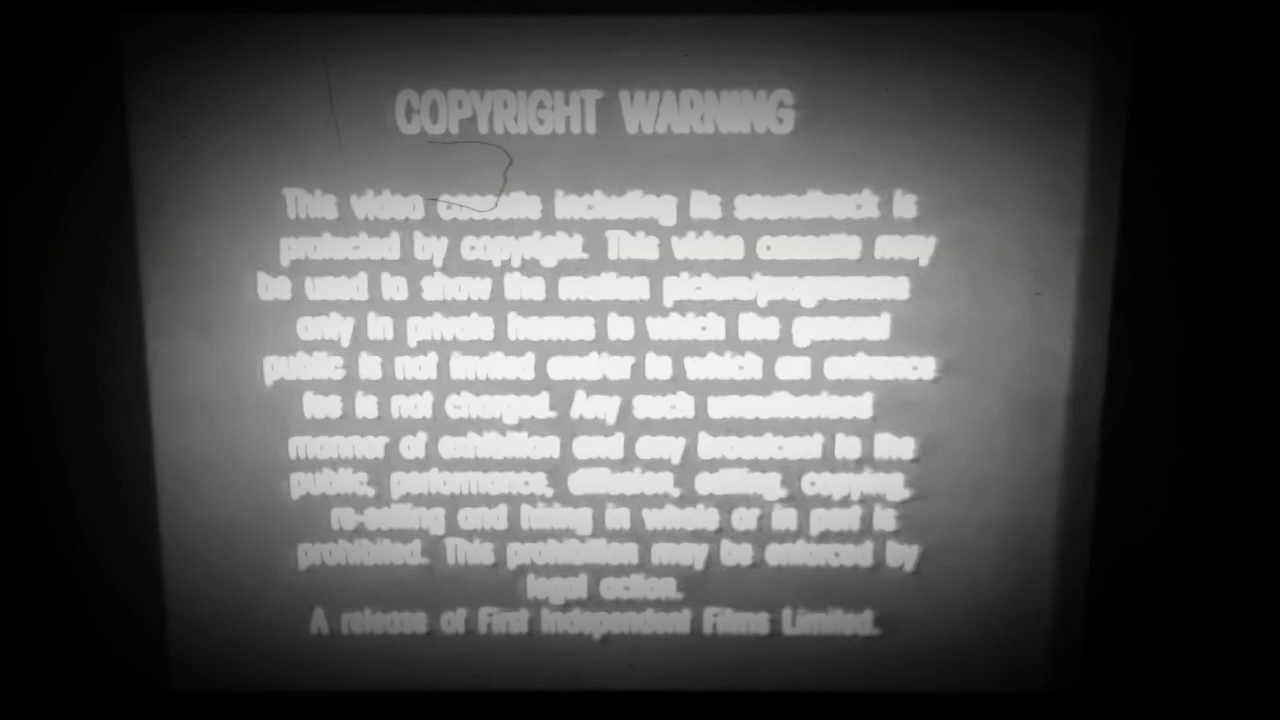 COPYRIGHT WARNING
This video cassette including its soundtrack is
protected by copyright. This video cassette may
be used to show the motion picture/programme
only in private homes to which the general
public is not invited and/or to which an entrance
fee is not charged. Any such unauthorised
manner of exhibition and any broadcast to the
public, performance, diffusion, editing, copying,
re-selling and hiring in whole or in part is
prohibited. This prohibition may be enforced by
legal action.
A release of First Independent Films Limited.